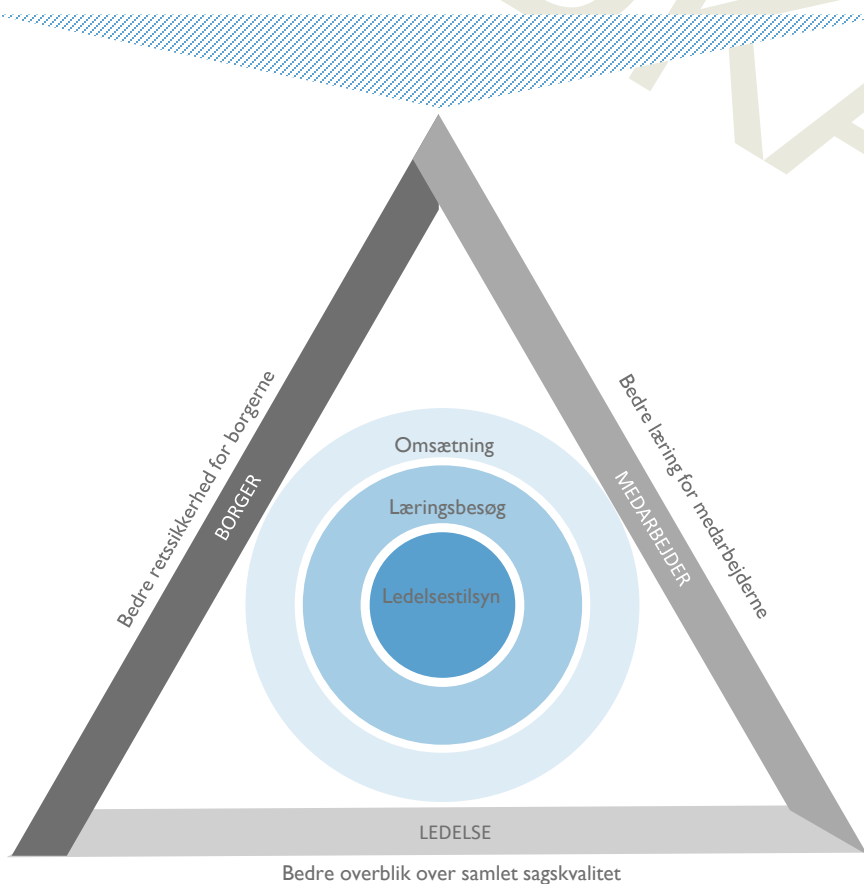 Omsætning
Læringsbesøg
Ledelsestilsyn
Bedre retssikkerhed for borgerne
BORGER
Bedre læring for medarbejderne
MEDARBEJDER
LEDELSE
Bedre overblik over samlet sagskvalitet